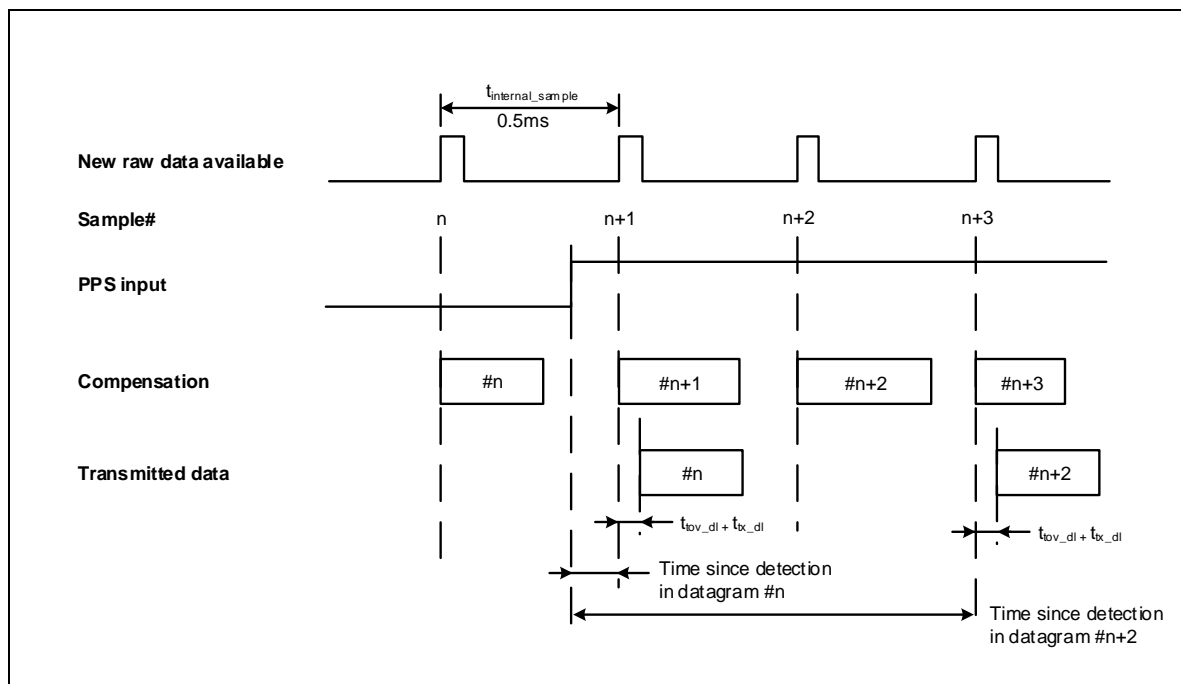 t_internal_sample
0.5ms
New raw data available
Sample#
n
n+1
n+2
n+3
PPS input
Compensation
#n
#n+1
#n+2
#n+3
Transmitted data
#n
#n+2
t_tov_dl + t_tx_dl
t_tov_dl + t_tx_dl
Time since detection
in datagram #n
Time since detection
in datagram #n+2